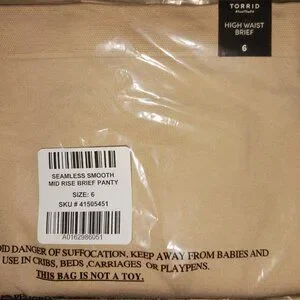 TORRID
HIGH WAIST
BRIEF
6
SEAMLESS SMOOTH
MID RISE BRIEF PANTY
SIZE: 6
SKU # 41505451
A0162986051
OID DANGER OF SUFFOCATION, KEEP AWAY FROM BABIES AND
USE IN CRIBS, BEDS ,CARRIAGES OR PLAYPENS.
THIS BAG IS NOT A TOY.